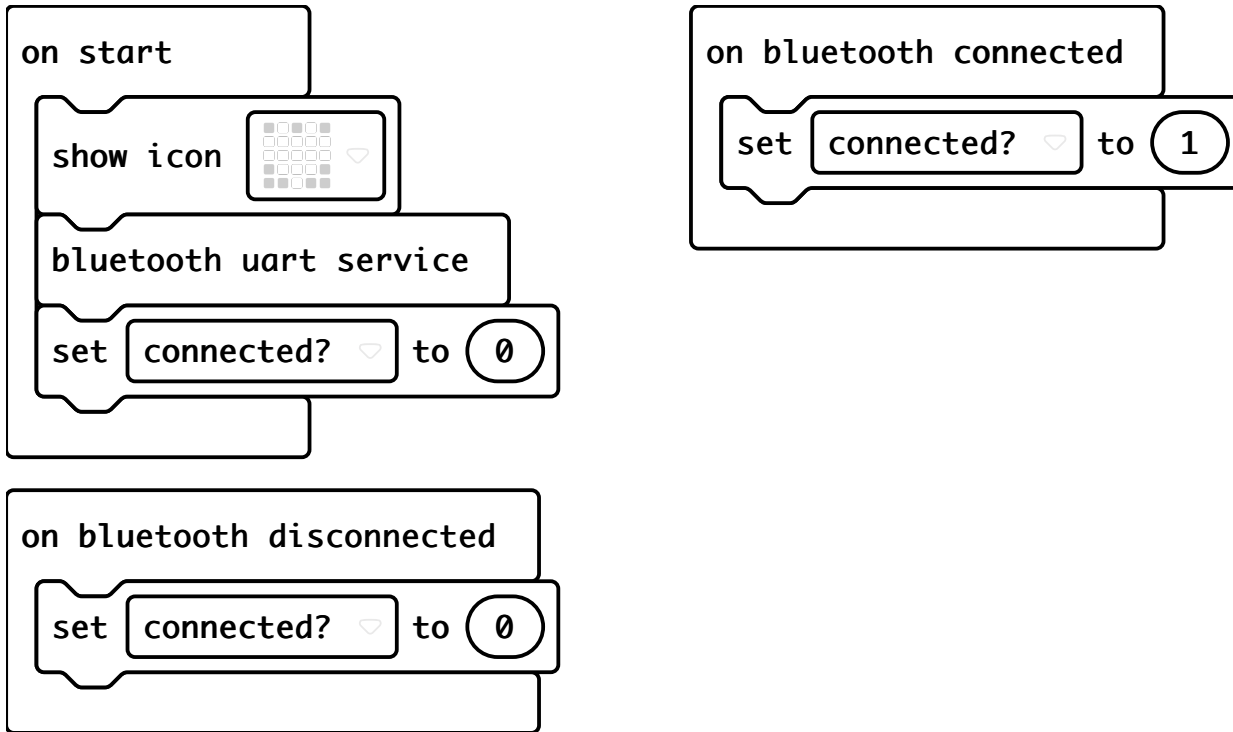 on start
show icon
bluetooth uart service
set connected? to 0
on bluetooth connected
set connected? to 1
on bluetooth disconnected
set connected? to 0